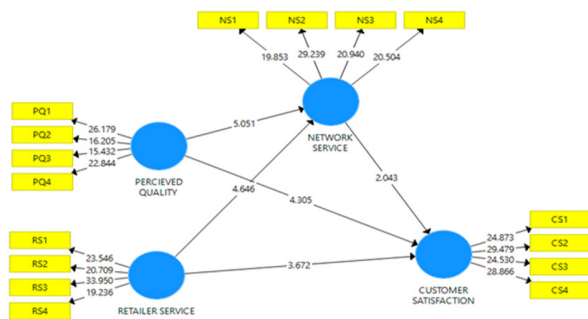 NS1 NS2 NS3 NS4
19.853 29.239 20.940 20.504
NETWORK
SERVICE
PQ1
PQ2
PQ3
PQ4
26.179
16.205
15.432
22.844
PERCIEVED
QUALITY
5.051
4.646
4.305
2.043
3.672
RS1
RS2
RS3
RS4
23.546
20.709
33.950
19.236
RETAILER SERVICE
24.873
29.479
24.530
28.866
CS1
CS2
CS3
CS4
CUSTOMER
SATISFACTION